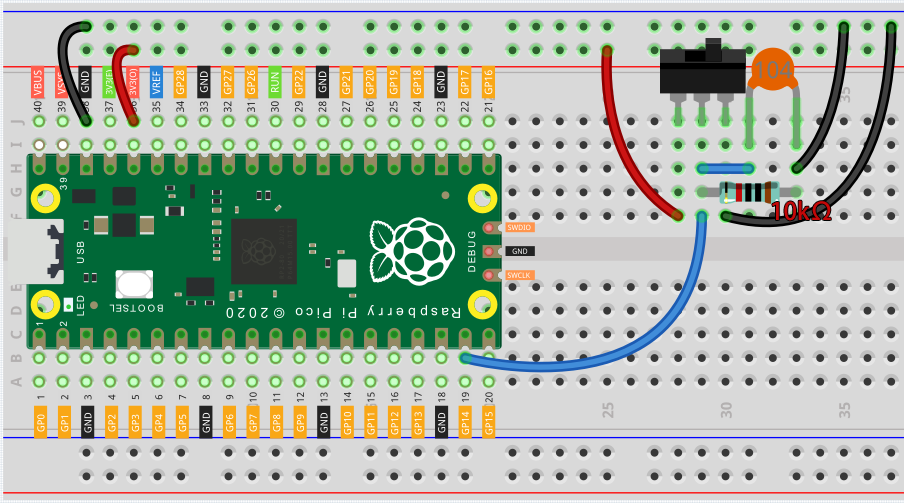 VBUS VSYS GND 3V3(E) 3V3(O) VREF GP28 GND GP27 GP26 RUN GP22 GND GP21 GP20 GP19 GP18 GND GP17 GP16
40 39 38 37 36 35 34 33 32 31 30 29 28 27 26 25 24 23 22 21
104
35
J
I
H
G
F
39
10kΩ
USB
DEBUG
SWDIO
GND
SWCLK
E
D
C
B
A
LED
BOOTSEL
Raspberry Pi Pico © 2020
1
2
1 2 3 4 5 6 7 8 9 10 11 12 13 14 15 16 17 18 19 20
25 30 35
GP0 GP1 GND GP2 GP3 GP4 GP5 GND GP6 GP7 GP8 GP9 GND GP10 GP11 GP12 GP13 GND GP14 GP15